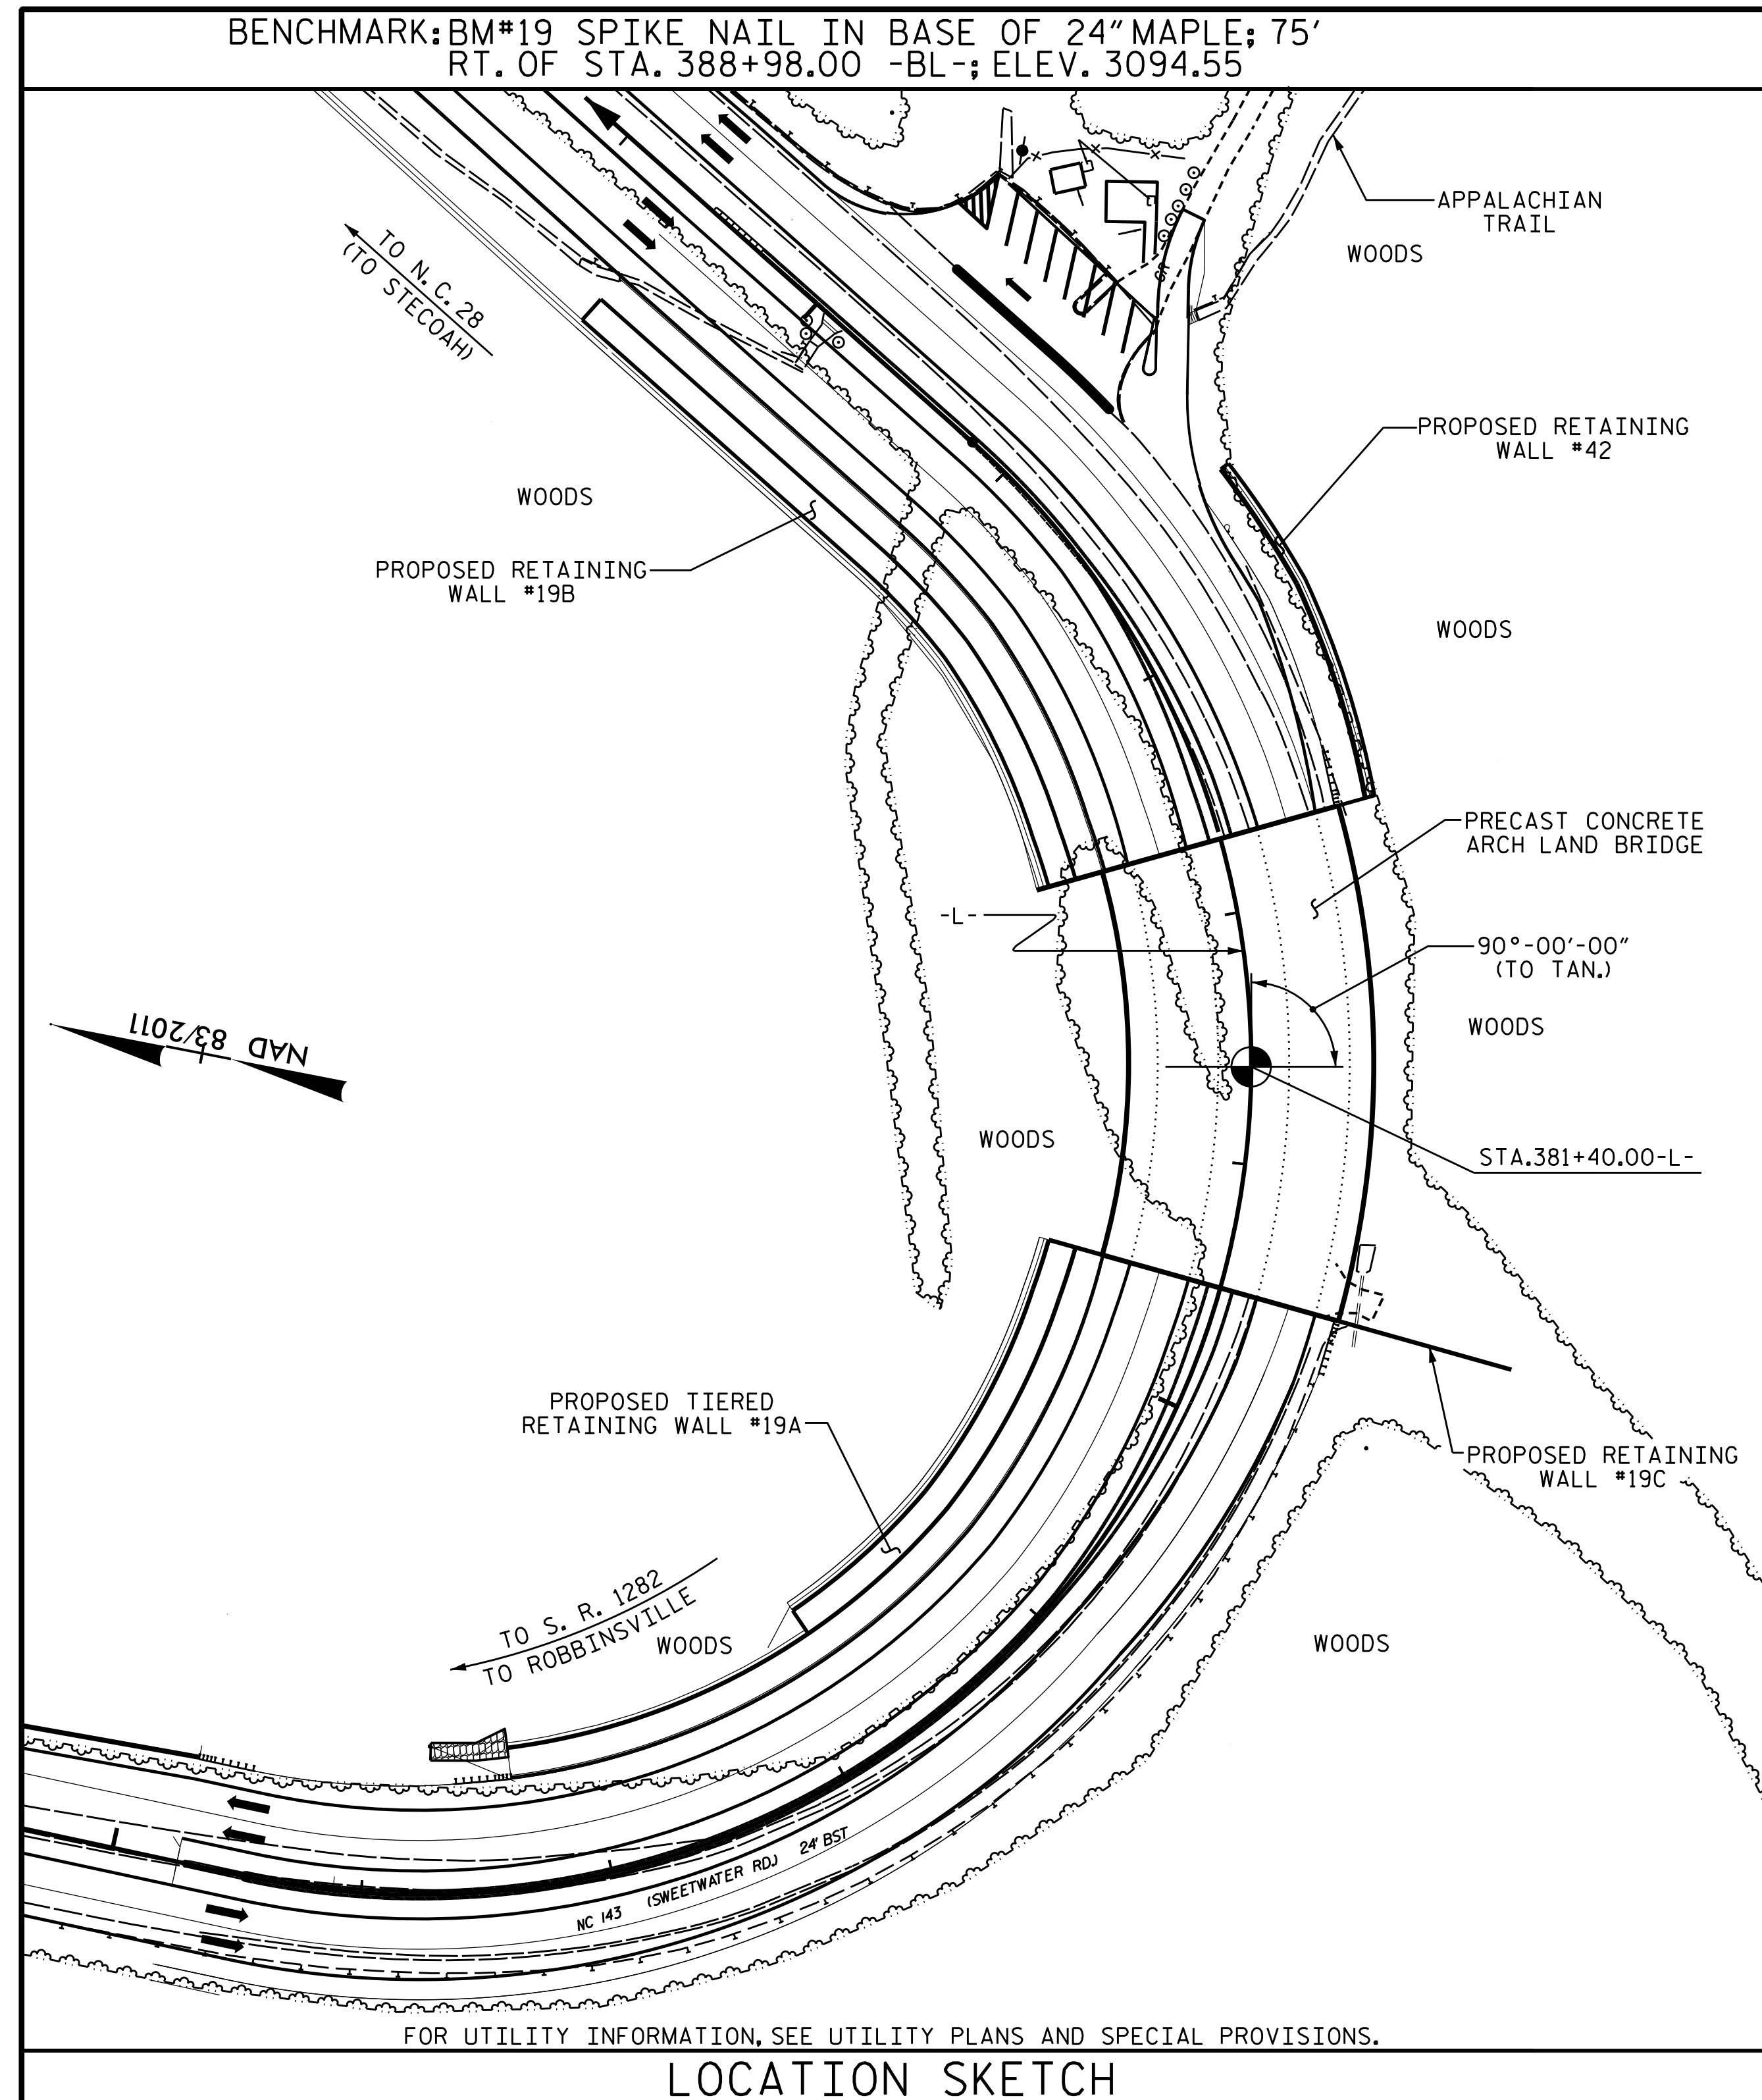 BENCHMARK: BM#19 SPIKE NAIL IN BASE OF 24" MAPLE; 75'
RT. OF STA. 388+98.00 -BL-; ELEV. 3094.55
APPALACHIAN
TRAIL
WOODS
TO N. C. 28
(TO STECOAH)
GR
PROPOSED RETAINING
WALL #42
WOODS
PROPOSED RETAINING
WALL #19B
WOODS
PRECAST CONCRETE
ARCH LAND BRIDGE
-L-
90°-00'-00"
(TO TAN.)
WOODS
NAD 83/2011
WOODS
STA.381+40.00-L-
PROPOSED TIERED
RETAINING WALL #19A
PROPOSED RETAINING
WALL #19C
TO S. R. 1282
TO ROBBINSVILLE
WOODS
WOODS
NC 143 (SWEETWATER RD.) 24' BST
FOR UTILITY INFORMATION, SEE UTILITY PLANS AND SPECIAL PROVISIONS.
LOCATION SKETCH